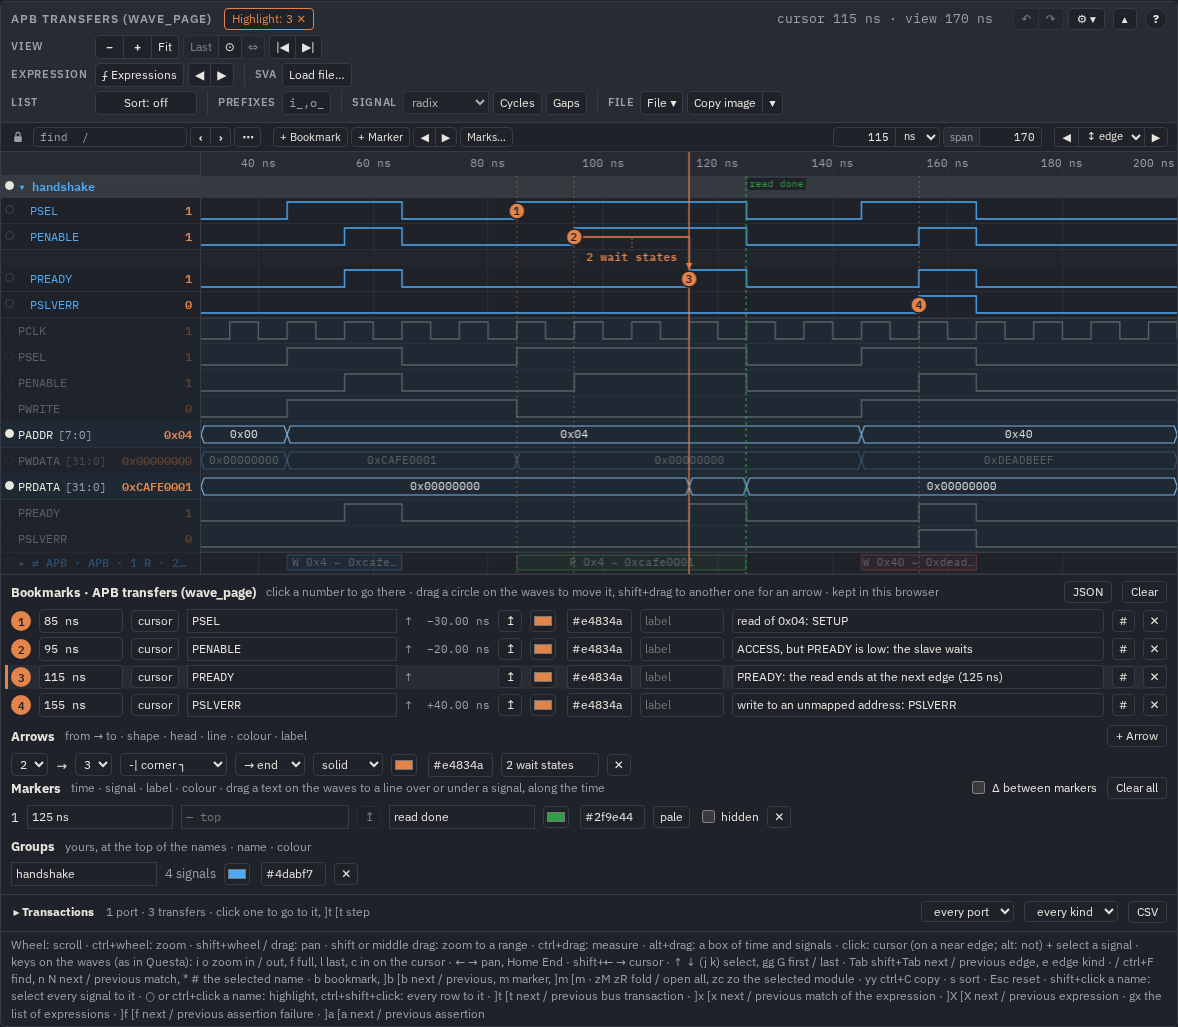 APB TRANSFERS (WAVE_PAGE) Highlight: 3 ✕ cursor 115 ns · view 170 ns ↶ ↷ ⚙ ▾ ▴ ?
VIEW − + Fit Last ⊙ ⇔ |◀ ▶|
EXPRESSION ⨍ Expressions ◀ ▶ SVA Load file…
LIST Sort: off PREFIXES i_,o_ SIGNAL radix Cycles Gaps FILE File ▾ Copy image ▾
find / ‹ › ⋯ + Bookmark + Marker ◀ ▶ Marks… 115 ns span 170 ◀ ↕ edge ▶
40 ns 60 ns 80 ns 100 ns 120 ns 140 ns 160 ns 180 ns 200 ns
▾ handshake read done
PSEL 1 1
PENABLE 1 2
2 wait states
PREADY 1 3
PSLVERR 0 4
PCLK 1
PSEL 1
PENABLE 1
PWRITE 0
PADDR [7:0] 0x04 0x00 0x04 0x40
PWDATA [31:0] 0x00000000 0x00000000 0xCAFE0001 0x00000000 0xDEADBEEF
PRDATA [31:0] 0xCAFE0001 0x00000000 0x00000000
PREADY 1
PSLVERR 0
▸ ⇄ APB · APB · 1 R · 2… W 0x4 ← 0xcafe… R 0x4 → 0xcafe0001 W 0x40 ← 0xdead…
Bookmarks · APB transfers (wave_page) click a number to go there · drag a circle on the waves to move it, shift+drag to another one for an arrow · kept in this browser JSON Clear
1 85 ns cursor PSEL ↑ −30.00 ns ↥ #e4834a label read of 0x04: SETUP # ✕
2 95 ns cursor PENABLE ↑ −20.00 ns ↥ #e4834a label ACCESS, but PREADY is low: the slave waits # ✕
3 115 ns cursor PREADY ↑ ↥ #e4834a label PREADY: the read ends at the next edge (125 ns) # ✕
4 155 ns cursor PSLVERR ↑ +40.00 ns ↥ #e4834a label write to an unmapped address: PSLVERR # ✕
Arrows from → to · shape · head · line · colour · label + Arrow
2 → 3 -| corner ┐ → end solid #e4834a 2 wait states ✕
Markers time · signal · label · colour · drag a text on the waves to a line over or under a signal, along the time Δ between markers Clear all
1 125 ns — top ↥ read done #2f9e44 pale hidden ✕
Groups yours, at the top of the names · name · colour
handshake 4 signals #4dabf7 ✕
▸ Transactions 1 port · 3 transfers · click one to go to it, ]t [t step every port every kind CSV
Wheel: scroll · ctrl+wheel: zoom · shift+wheel / drag: pan · shift or middle drag: zoom to a range · ctrl+drag: measure · alt+drag: a box of time and signals · click: cursor (on a near edge; alt: not) + select a signal ·
keys on the waves (as in Questa): i o zoom in / out, f full, l last, c in on the cursor · ← → pan, Home End · shift+← → cursor · ↑ ↓ (j k) select, gg G first / last · Tab shift+Tab next / previous edge, e edge kind · / ctrl+F
find, n N next / previous match, * # the selected name · b bookmark, ]b [b next / previous, m marker, ]m [m · zM zR fold / open all, zc zo the selected module · yy ctrl+C copy · s sort · Esc reset · shift+click a name:
select every signal to it · ○ or ctrl+click a name: highlight, ctrl+shift+click: every row to it · ]t [t next / previous bus transaction · ]x [x next / previous match of the expression · ]X [X next / previous expression · gx the
list of expressions · ]f [f next / previous assertion failure · ]a [a next / previous assertion